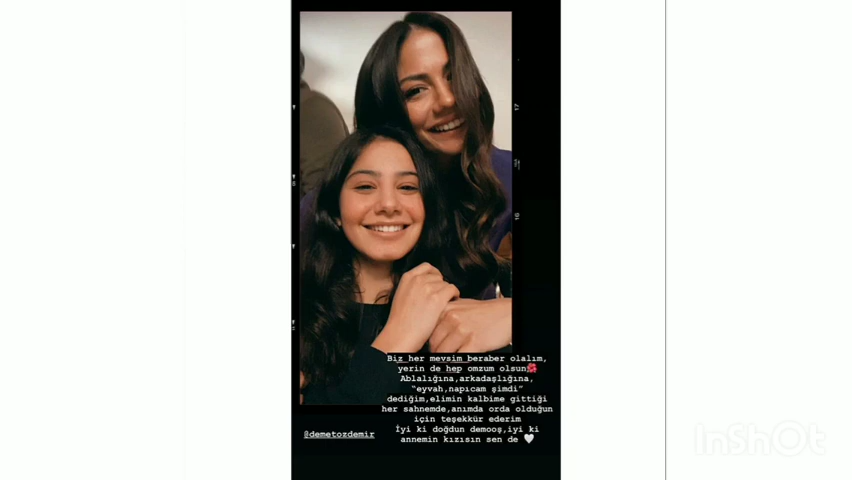 Biz her mevsim beraber olalım,
yerin de hep omzum olsun
Ablalığına,arkadaşlığına,
“eyvah,napıcam şimdi”
dediğim,elimin kalbime gittiği
her sahnemde,anımda orda olduğun
için teşekkür ederim
İyi ki doğdun demooş,iyi ki
annemin kızısın sen de 🤍
@demetozdemir
17
16
InShOt